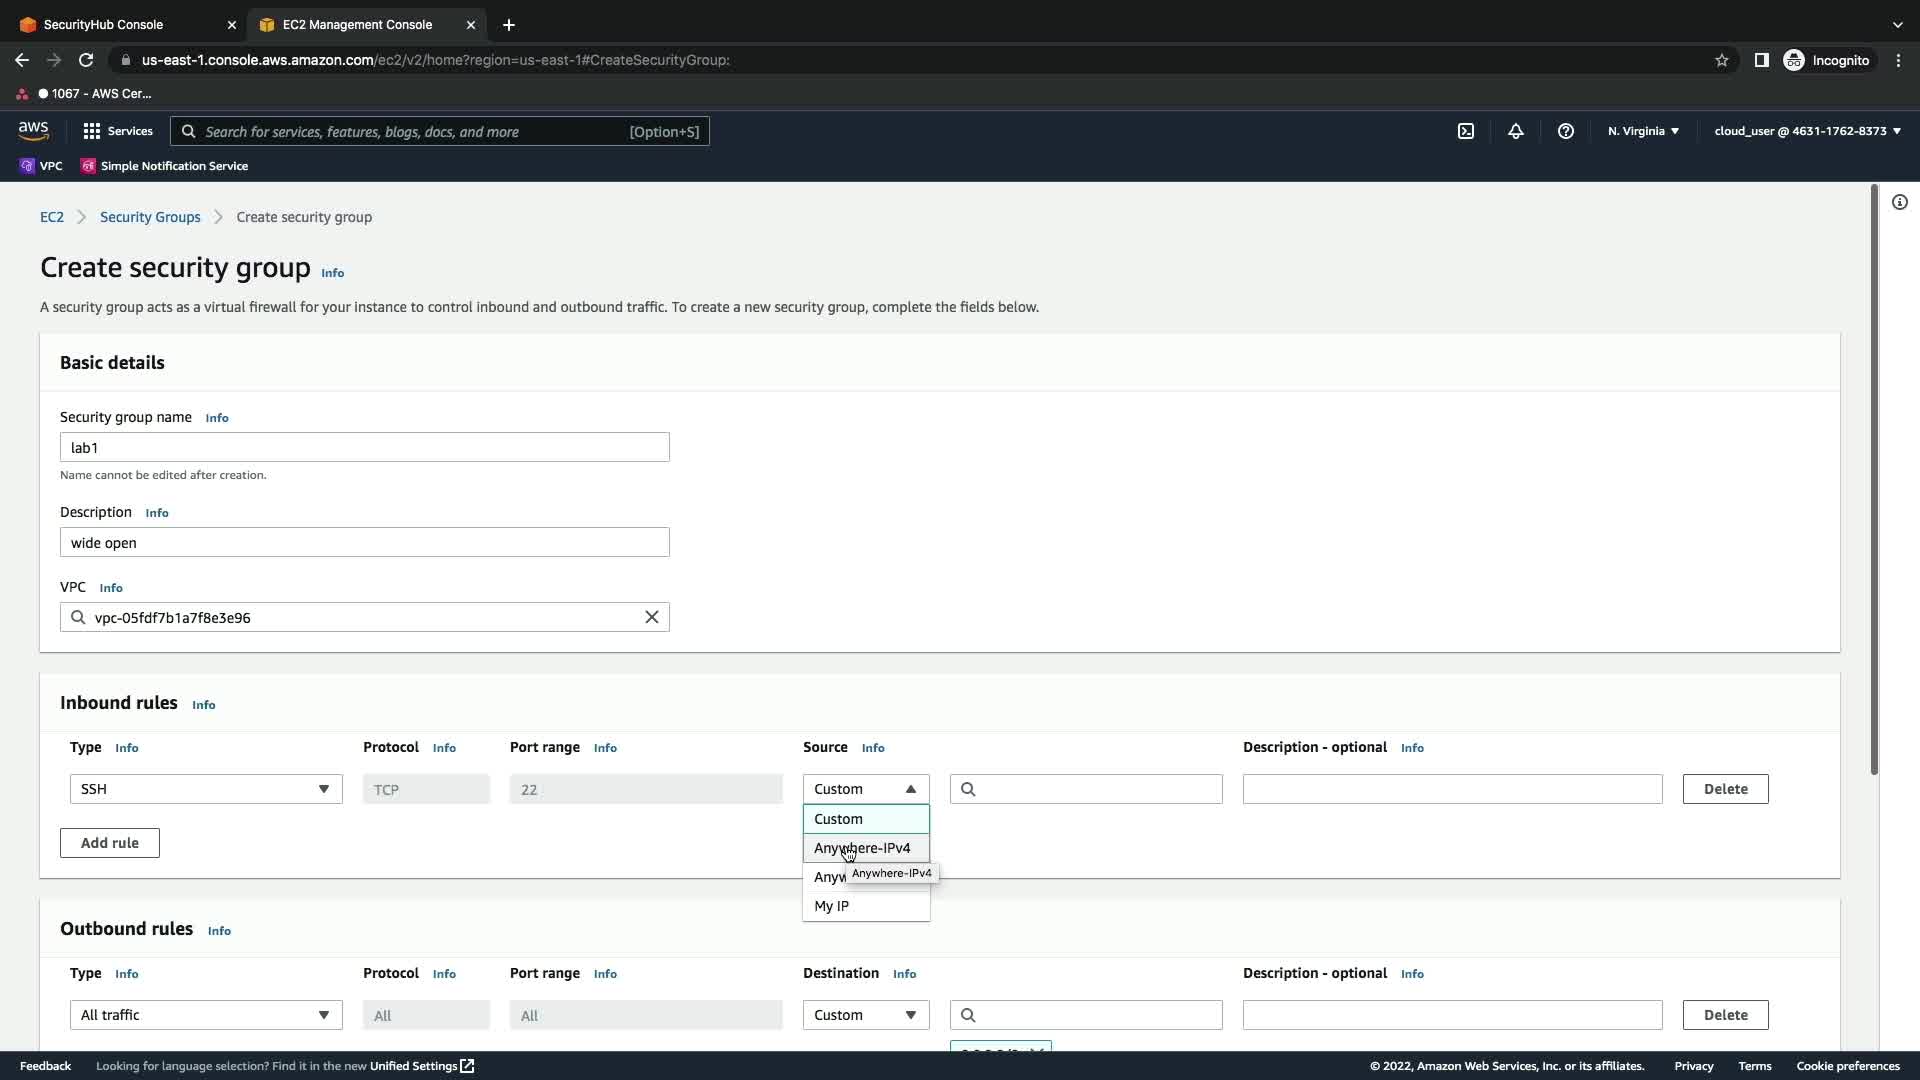 SecurityHub Console
EC2 Management Console
us-east-1.console.aws.amazon.com/ec2/v2/home?region=us-east-1#CreateSecurityGroup:
Incognito
1067 - AWS Cer...
aws
Services
Search for services, features, blogs, docs, and more
[Option+S]
N. Virginia
cloud_user @ 4631-1762-8373
VPC
Simple Notification Service
EC2 Security Groups Create security group
Create security group Info
A security group acts as a virtual firewall for your instance to control inbound and outbound traffic. To create a new security group, complete the fields below.
Basic details
Security group name Info
lab1
Name cannot be edited after creation.
Description Info
wide open
VPC Info
vpc-05fdf7b1a7f8e3e96
Inbound rules Info
Type Info Protocol Info Port range Info Source Info Description - optional Info
SSH TCP 22 Custom Delete
Custom
Add rule
Anywhere-IPv4
Anywhere-IPv4
Anyw
My IP
Outbound rules Info
Type Info Protocol Info Port range Info Destination Info Description - optional Info
All traffic All All Custom Delete
Feedback Looking for language selection? Find it in the new Unified Settings © 2022, Amazon Web Services, Inc. or its affiliates. Privacy Terms Cookie preferences